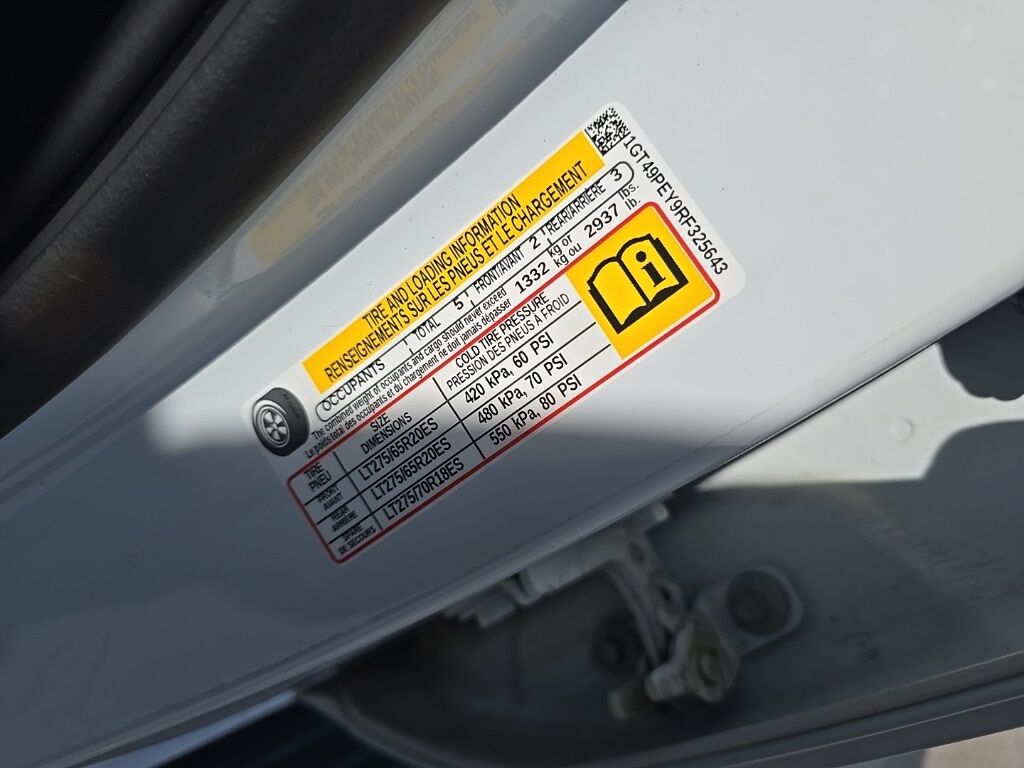 1GT49PEY9RF325643
TIRE AND LOADING INFORMATION
RENSEIGNEMENTS SUR LES PNEUS ET LE CHARGEMENT
OCCUPANTS TOTAL 5 FRONT/AVANT 2 REAR/ARRIÈRE 3
The combined weight of occupants and cargo should never exceed 1332 kg or 2937 lbs.
Le poids total des occupants et du chargement ne doit jamais dépasser kg ou lb.
TIRE SIZE COLD TIRE PRESSURE
PNEU DIMENSIONS PRESSION DES PNEUS À FROID
FRONT LT275/65R20ES 420 kPa, 60 PSI
AVANT
REAR LT275/65R20ES 480 kPa, 70 PSI
ARRIÈRE
SPARE LT275/70R18ES 550 kPa, 80 PSI
DE SECOURS